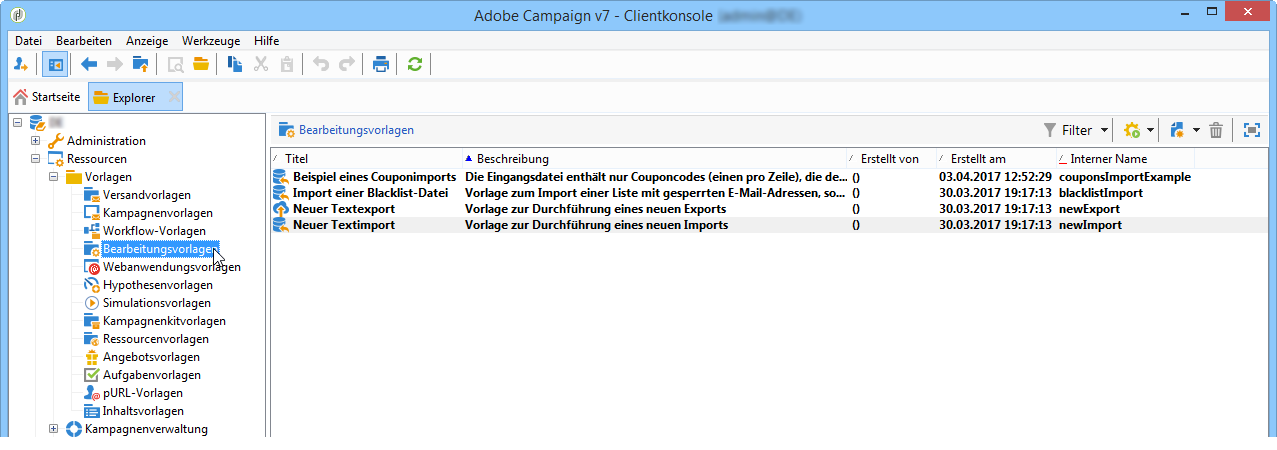 Adobe Campaign v7 - Clientkonsole
Datei Bearbeiten Anzeige Werkzeuge Hilfe
Startseite Explorer
Administration
Ressourcen
Vorlagen
Versandvorlagen
Kampagnenvorlagen
Workflow-Vorlagen
Bearbeitungsvorlagen
Webanwendungsvorlagen
Hypothesenvorlagen
Simulationsvorlagen
Kampagnenkitvorlagen
Ressourcenvorlagen
Angebotsvorlagen
Aufgabenvorlagen
pURL-Vorlagen
Inhaltsvorlagen
Kampagnenverwaltung
Bearbeitungsvorlagen Filter
Titel Beschreibung Erstellt von Erstellt am Interner Name
Beispiel eines Couponimports Die Eingangsdatei enthält nur Couponcodes (einen pro Zeile), die de... () 03.04.2017 12:52:29 couponsImportExample
Import einer Blacklist-Datei Vorlage zum Import einer Liste mit gesperrten E-Mail-Adressen, so... () 30.03.2017 19:17:13 blacklistImport
Neuer Textexport Vorlage zur Durchführung eines neuen Exports () 30.03.2017 19:17:13 newExport
Neuer Textimport Vorlage zur Durchführung eines neuen Imports () 30.03.2017 19:17:13 newImport